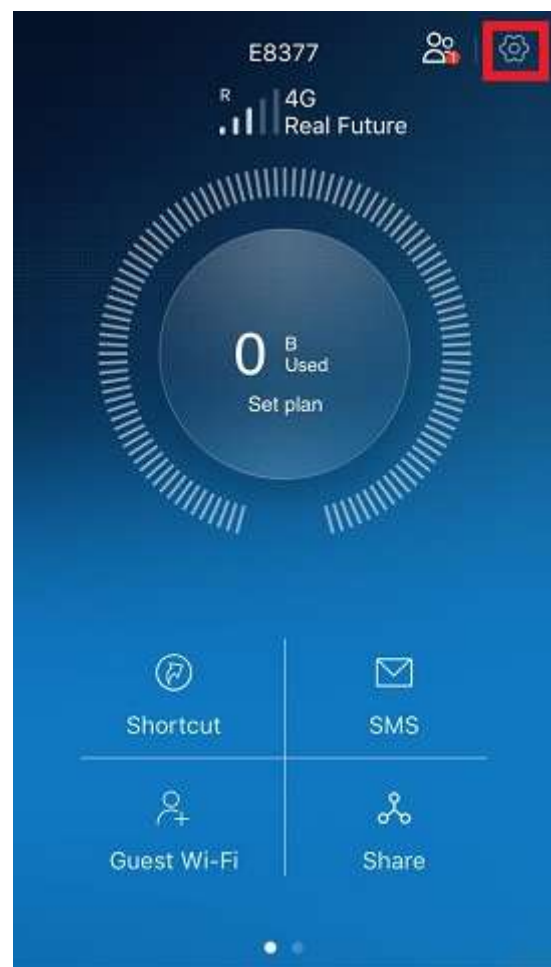 E8377
R
4G
Real Future
0 B
Used
Set plan
Shortcut
SMS
Guest Wi-Fi
Share